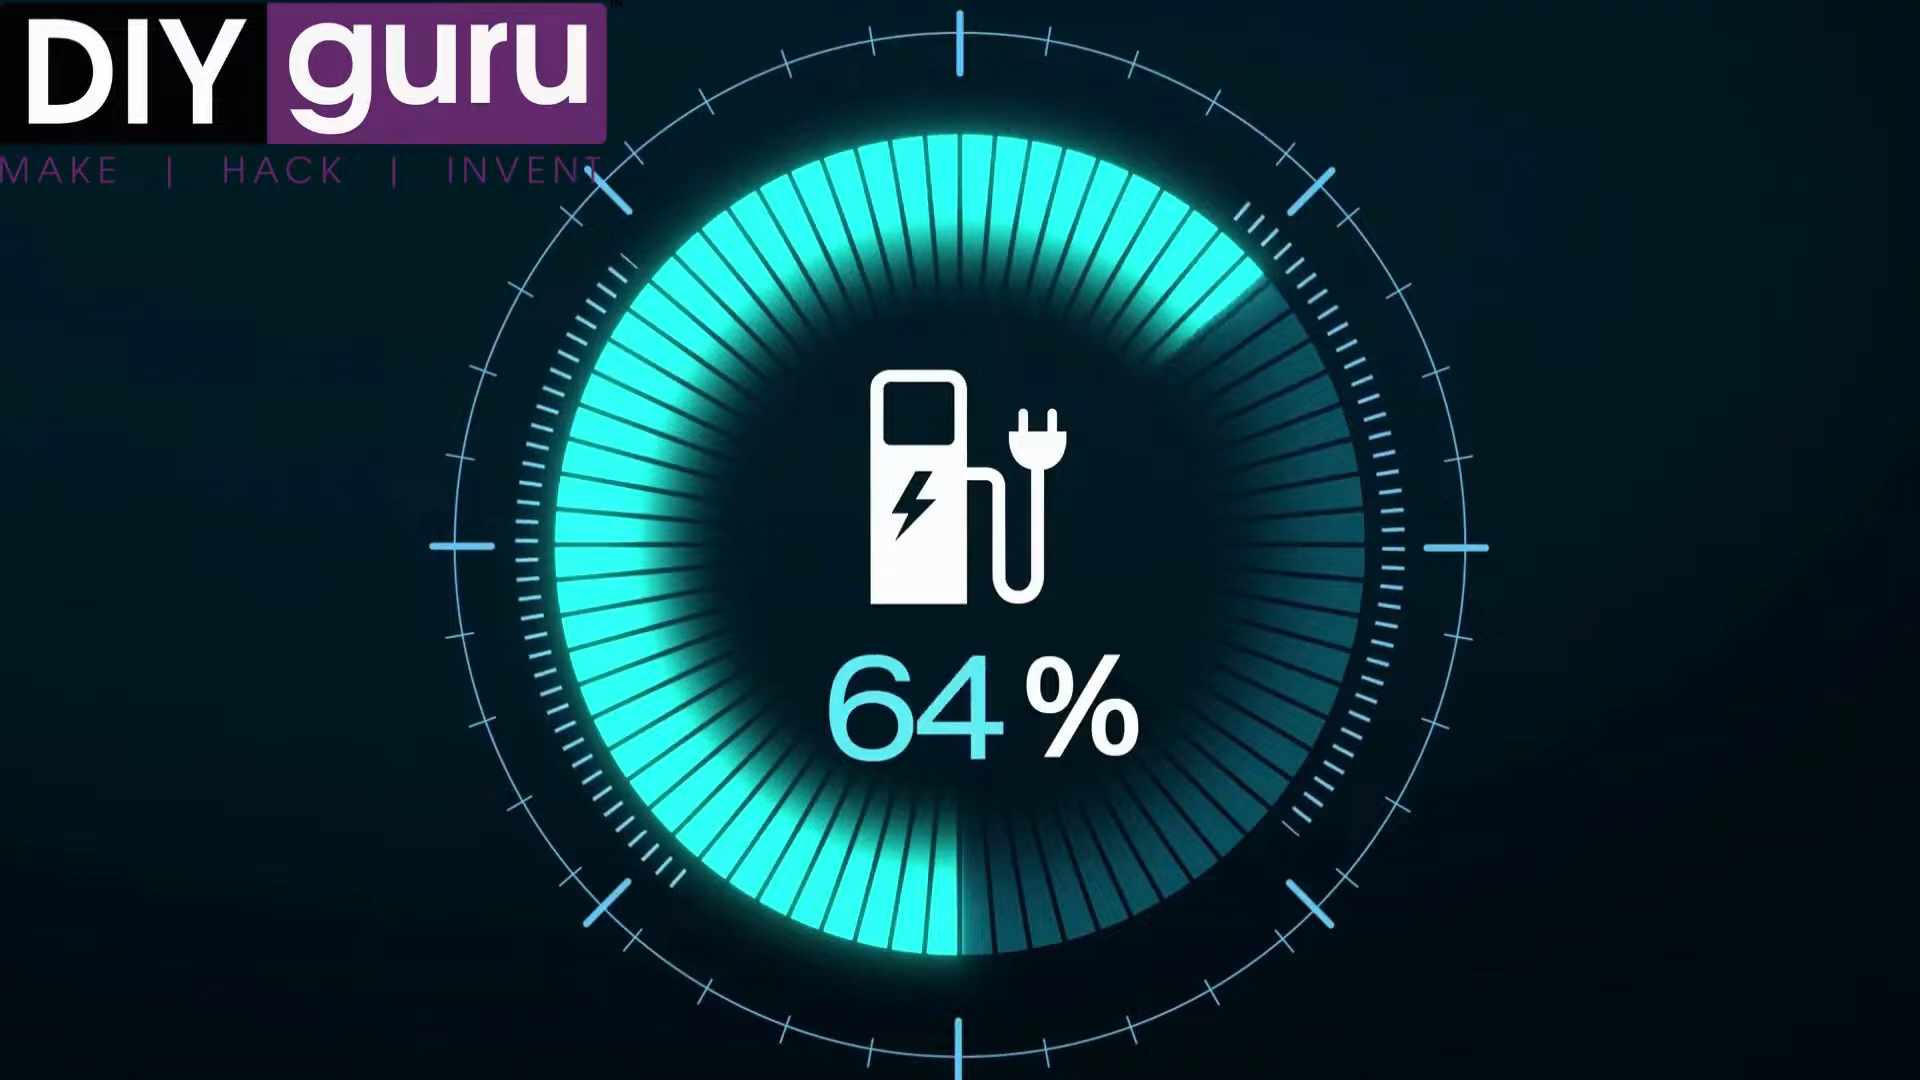 DIY guru
MAKE | HACK | INVENT
64 %